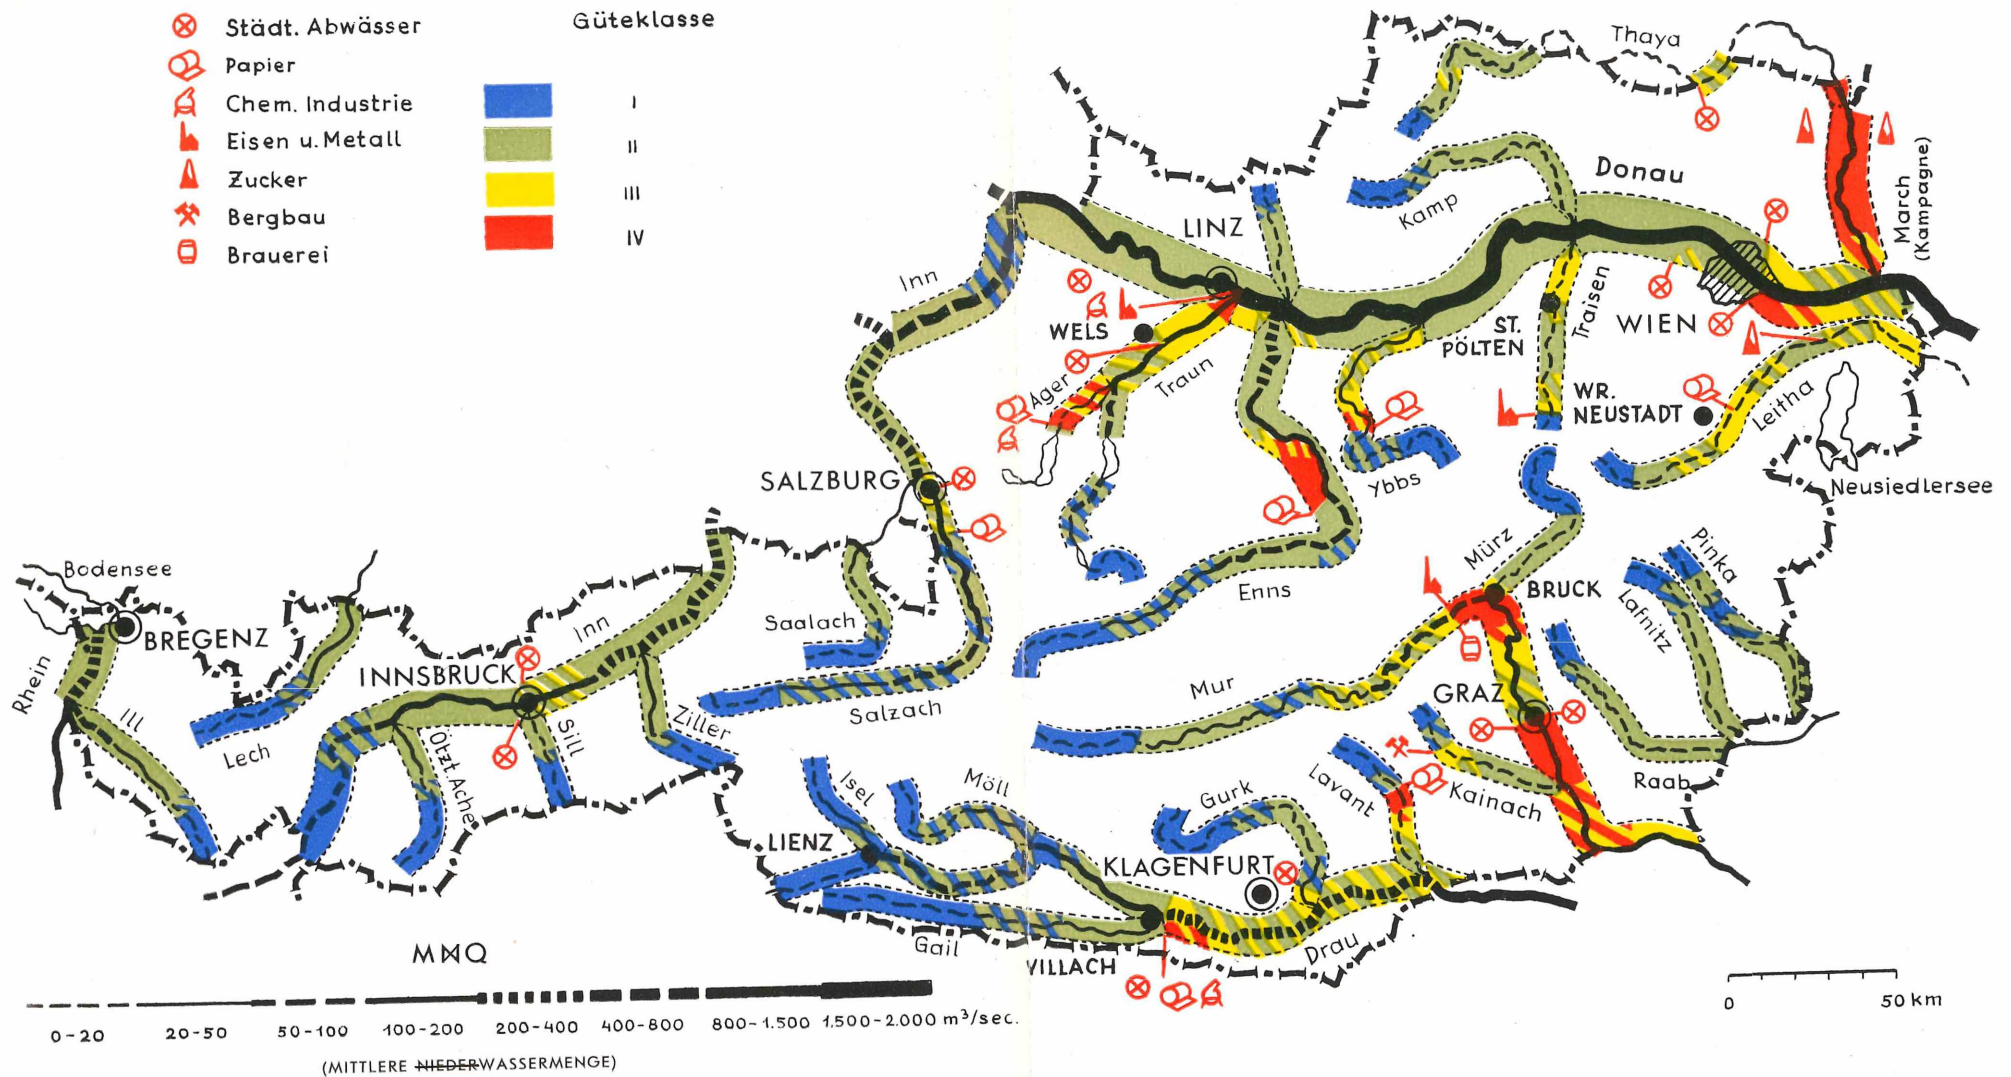 Städt. Abwässer
Papier
Chem. Industrie
Eisen u. Metall
Zucker
Bergbau
Brauerei
Güteklasse
I
II
III
IV
Thaya
Donau
Kamp
March
(Kampagne)
LINZ
Inn
WELS
Ager
Traun
ST.
PÖLTEN
Traisen
WIEN
WR.
NEUSTADT
Leitha
Neusiedlersee
Ybbs
SALZBURG
Enns
Mürz
BRUCK
Pinka
Lafnitz
Bodensee
BREGENZ
Rhein
Ill
Lech
INNSBRUCK
Inn
Ötzt. Ache
Sill
Ziller
Saalach
Salzach
Mur
GRAZ
Raab
Kainach
Lavant
Gurk
Isel
Möll
LIENZ
KLAGENFURT
Gail
VILLACH
Drau
MMQ
0-20 20-50 50-100 100-200 200-400 400-800 800-1.500 1.500-2.000 m³/sec.
(MITTLERE NIEDERWASSERMENGE)
0 50 km